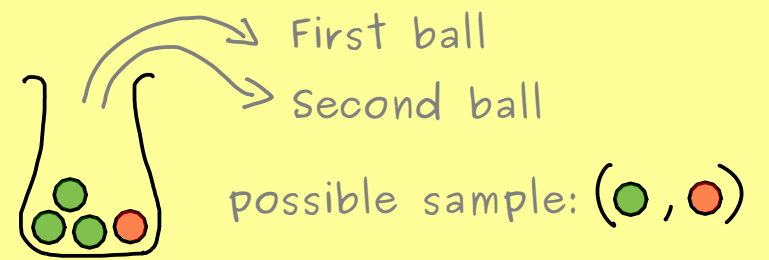 First ball
Second ball
possible sample: ( , )